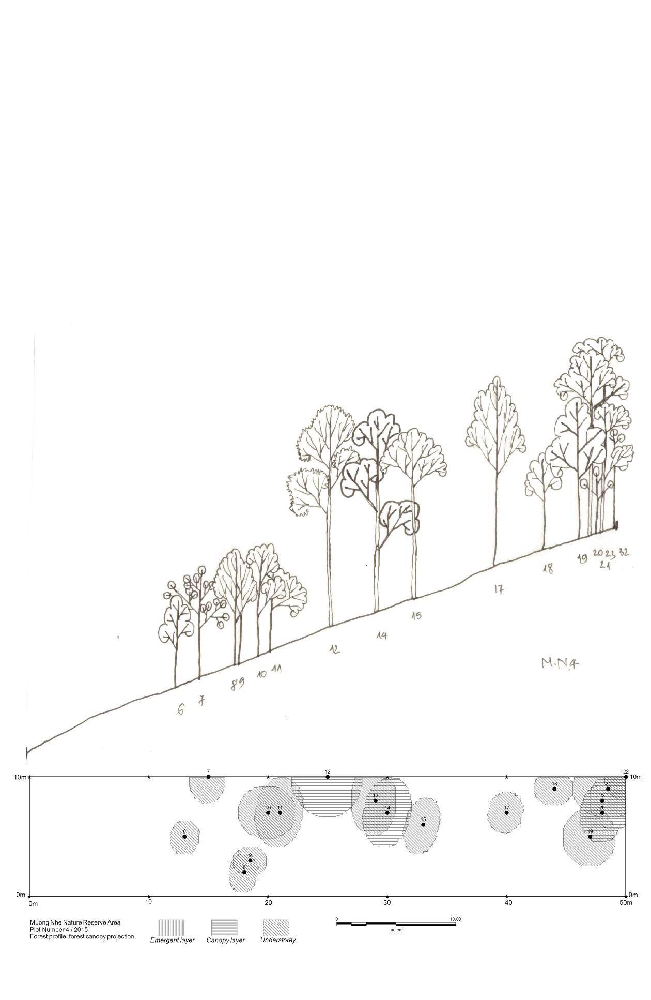 20 23 32
19
21
18
17
15
14
12
M.N.4
10 11
89
7
6
7
12
22
10m
10m
18
21
13
23
10
11
14
17
20
15
6
19
9
8
0m
0m
0m
10
20
30
40
50m
Muong Nhe Nature Reserve Area
Plot Number 4 / 2015
Forest profile: forest canopy projection
Emergent layer
Canopy layer
Understorey
0
10.00
meters